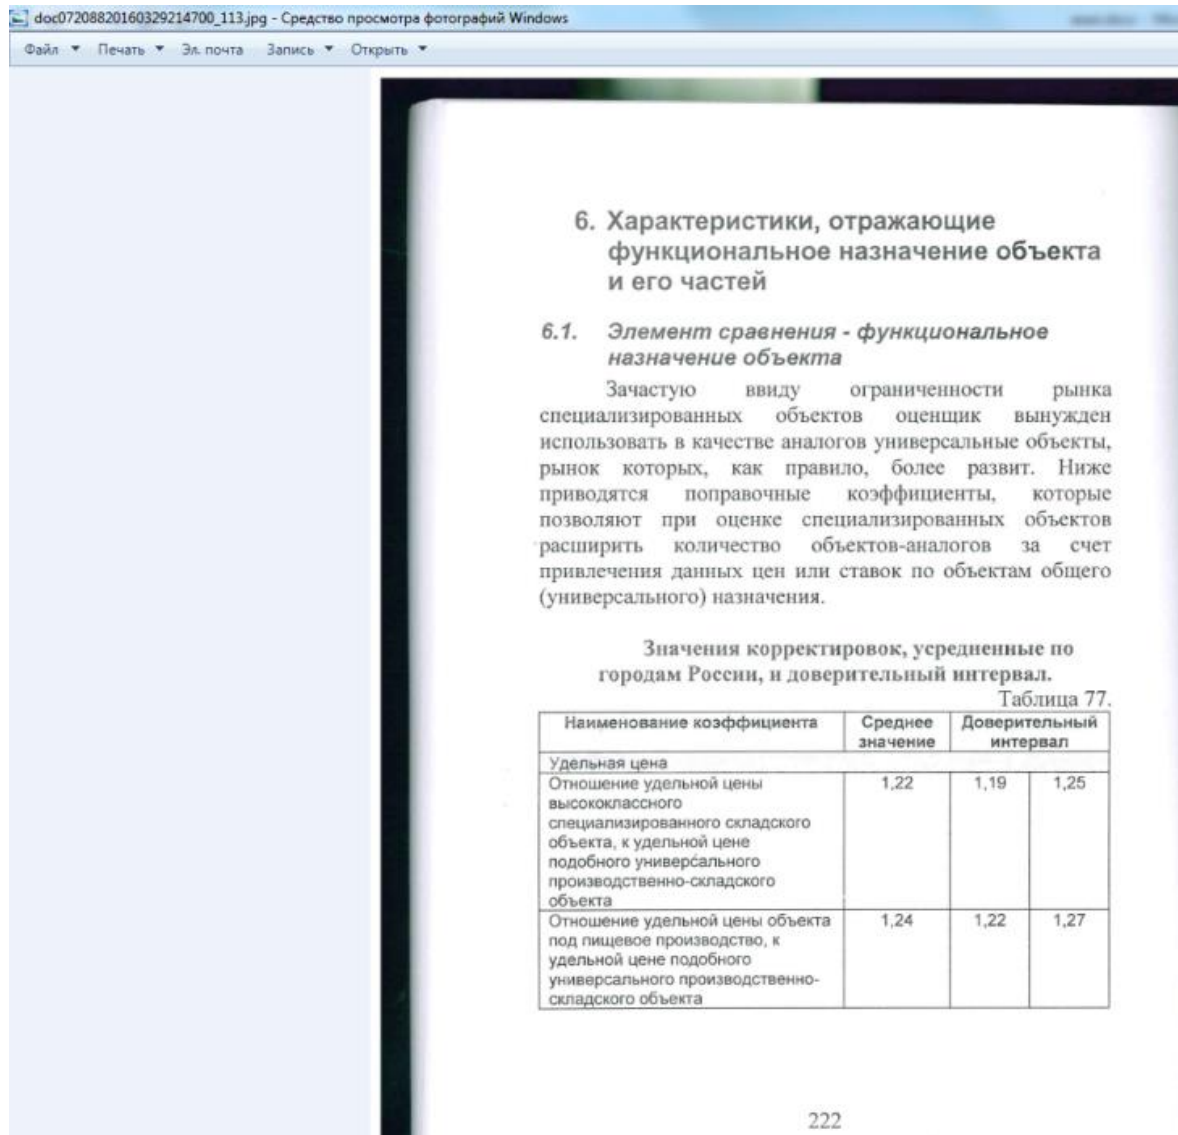 doc07208820160329214700_113.jpg - Средство просмотра фотографий Windows
Файл Печать Эл. почта Запись Открыть
6. Характеристики, отражающие
функциональное назначение объекта
и его частей
6.1. Элемент сравнения - функциональное
назначение объекта
Зачастую ввиду ограниченности рынка
специализированных объектов оценщик вынужден
использовать в качестве аналогов универсальные объекты,
рынок которых, как правило, более развит. Ниже
приводятся поправочные коэффициенты, которые
позволяют при оценке специализированных объектов
расширить количество объектов-аналогов за счет
привлечения данных цен или ставок по объектам общего
(универсального) назначения.
Значения корректировок, усредненные по
городам России, и доверительный интервал.
Таблица 77.
Наименование коэффициента Среднее Доверительный
значение интервал
Удельная цена
Отношение удельной цены 1,22 1,19 1,25
высококлассного
специализированного складского
объекта, к удельной цене
подобного универсального
производственно-складского
объекта
Отношение удельной цены объекта 1,24 1,22 1,27
под пищевое производство, к
удельной цене подобного
универсального производственно-
складского объекта
222